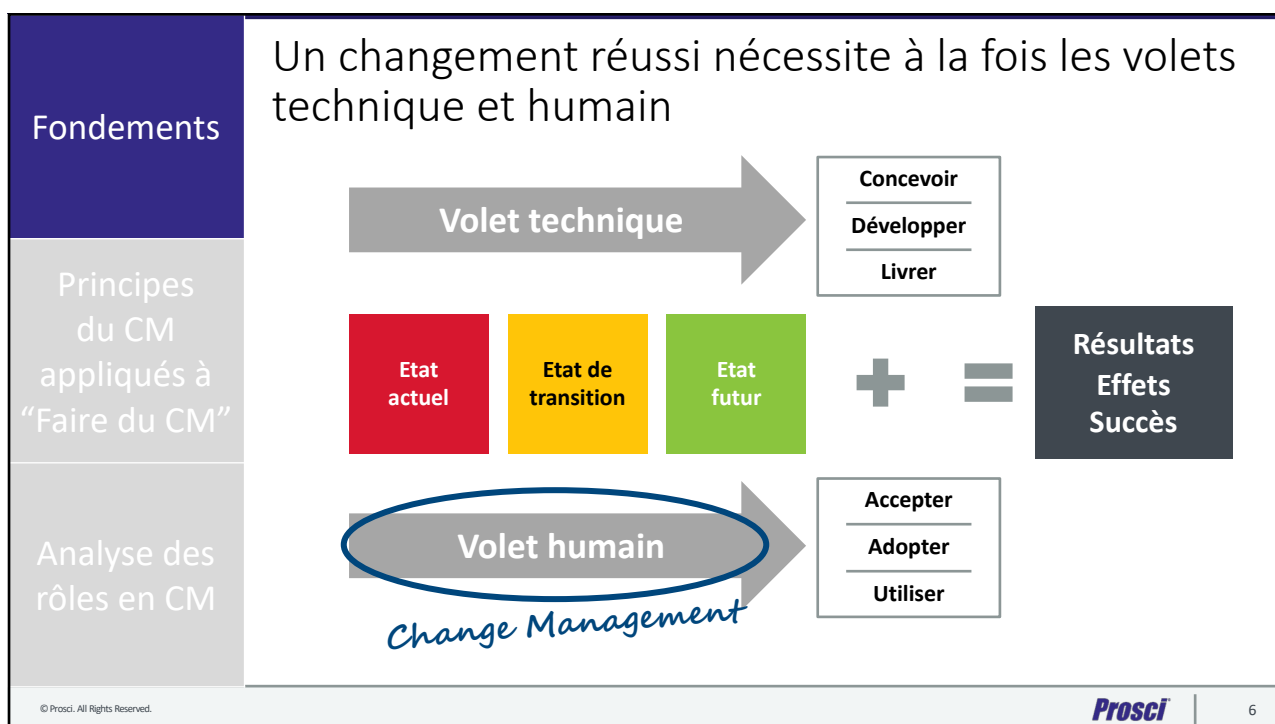 Fondements
Principes
du CM
appliqués à
“Faire du CM”
Analyse des
rôles en CM
Un changement réussi nécessite à la fois les volets
technique et humain
Volet technique
Concevoir
Développer
Livrer
Etat
actuel
Etat de
transition
Etat
futur
Résultats
Effets
Succès
Volet humain
Change Management
Accepter
Adopter
Utiliser
© Prosci. All Rights Reserved.
Prosci
6